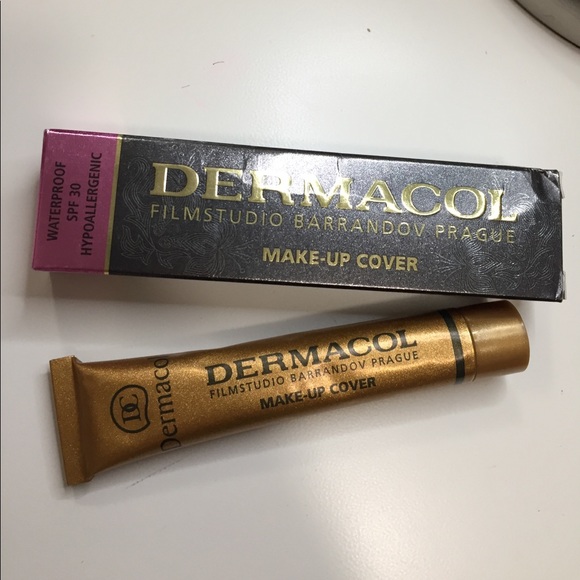 WATERPROOF
SPF 30
HYPOALLERGENIC
DERMACOL
FILMSTUDIO BARRANDOV PRAGUE
MAKE-UP COVER
DC
Dermaco
DERMACOL
FILMSTUDIO BARRANDOV PRAGUE
MAKE-UP COVER